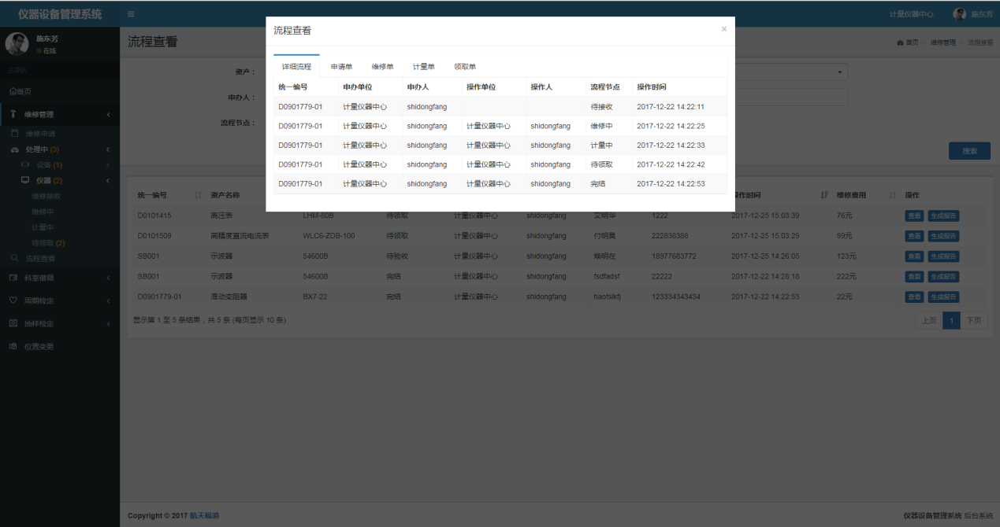 仪器设备管理系统
计量仪器中心 施东芳
施东芳
在线
主导航
首页
维修管理
维修申请
处理中 (3)
设备 (1)
仪器 (2)
维修接收
维修中
计量中
待领取 (2)
流程查看
科室借调
周期检定
抽样检定
位置变更
流程查看
首页 维修管理 流程查看
资产：
申办人：
流程节点：
搜索
流程查看 ×
详细流程 申请单 维修单 计量单 领取单
统一编号 申办单位 申办人 操作单位 操作人 流程节点 操作时间
D0901779-01 计量仪器中心 shidongfang 待接收 2017-12-22 14:22:11
D0901779-01 计量仪器中心 shidongfang 计量仪器中心 shidongfang 维修中 2017-12-22 14:22:25
D0901779-01 计量仪器中心 shidongfang 计量仪器中心 shidongfang 计量中 2017-12-22 14:22:33
D0901779-01 计量仪器中心 shidongfang 计量仪器中心 shidongfang 待领取 2017-12-22 14:22:42
D0901779-01 计量仪器中心 shidongfang 计量仪器中心 shidongfang 完结 2017-12-22 14:22:53
统一编号 资产名称 操作时间 维修费用 操作
D0101415 高压表 LHM-80B 待领取 计量仪器中心 shidongfang 艾明华 1222 2017-12-25 15:03:39 76元 查看 生成报告
D0101509 高精度直流电流表 WLC6-ZDB-100 待领取 计量仪器中心 shidongfang 付明昊 222838388 2017-12-25 15:03:29 89元 查看 生成报告
SB001 示波器 54600B 待验收 计量仪器中心 shidongfang 焕明在 18977683772 2017-12-25 14:26:05 123元 查看 生成报告
SB001 示波器 54600B 完结 计量仪器中心 shidongfang fsdfadsf 22222 2017-12-22 14:28:18 222元 查看 生成报告
D0901779-01 滑动变阻器 BX7-22 完结 计量仪器中心 shidongfang haofslkfj 123334343434 2017-12-22 14:22:53 22元 查看 生成报告
显示第 1 至 5 条结果，共 5 条 (每页显示 10 条)
上页 1 下页
Copyright © 2017 航天福道
仪器设备管理系统 后台系统